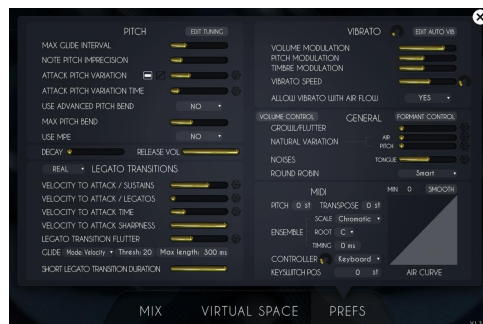 PITCH
EDIT TUNING
MAX GLIDE INTERVAL
NOTE PITCH IMPRECISION
ATTACK PITCH VARIATION
ATTACK PITCH VARIATION TIME
USE ADVANCED PITCH BEND NO
MAX PITCH BEND
USE MPE NO
DECAY RELEASE VOL
REAL LEGATO TRANSITIONS
VELOCITY TO ATTACK / SUSTAINS
VELOCITY TO ATTACK / LEGATOS
VELOCITY TO ATTACK TIME
VELOCITY TO ATTACK SHARPNESS
LEGATO TRANSITION FLUTTER
GLIDE Mode: Velocity Thresh: 20 Max length: 300 ms
SHORT LEGATO TRANSITION DURATION
VIBRATO
EDIT AUTO VIB
VOLUME MODULATION
PITCH MODULATION
TIMBRE MODULATION
VIBRATO SPEED
ALLOW VIBRATO WITH AIR FLOW YES
VOLUME CONTROL GENERAL FORMANT CONTROL
GROWL/FLUTTER
NATURAL VARIATION AIR
PITCH
NOISES TONGUE
ROUND ROBIN Smart
MIDI
PITCH 0 ST TRANSPOSE 0 ST
SCALE Chromatic
ENSEMBLE ROOT C
TIMING 0 ms
CONTROLLER Keyboard
KEYSWITCH POS 0 ST
MIN 0 SMOOTH
AIR CURVE
MIX VIRTUAL SPACE PREFS